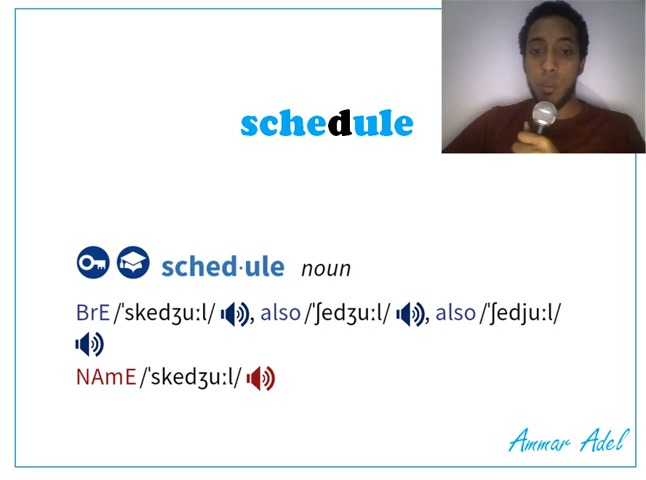 schedule
sched·ule noun
BrE /ˈskedʒuːl/ , also /ˈʃedʒuːl/ , also /ˈʃedjuːl/
NAmE /ˈskedʒuːl/
Ammar Adel